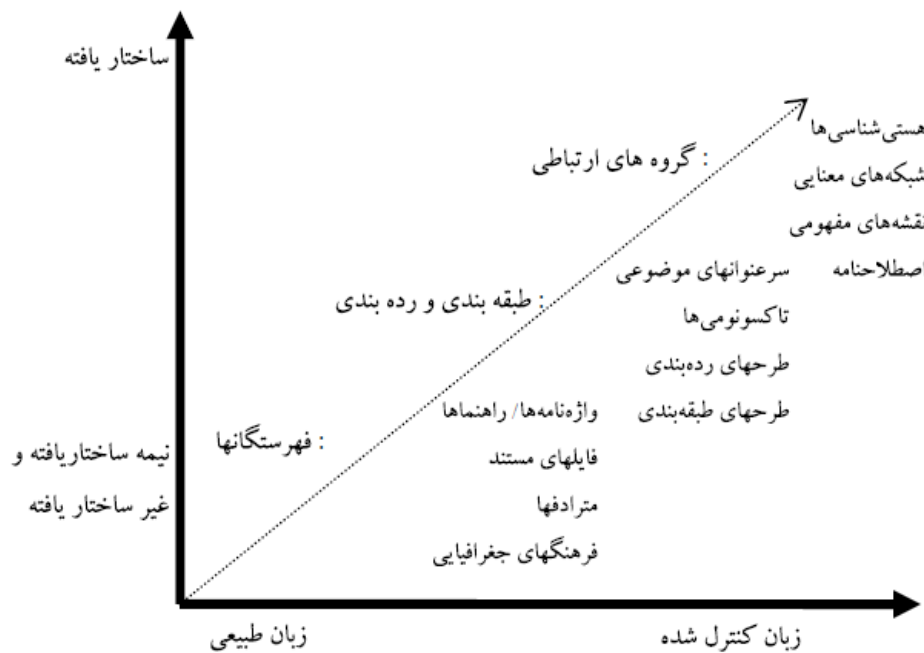 ساختار یافته
هستی‌شناسی‌ها
: گروه های ارتباطی
شبکه‌های معنایی
نقشه‌های مفهومی
اصطلاحنامه
سرعنوانهای موضوعی
: طبقه بندی و رده بندی
تاکسونومی‌ها
طرحهای رده‌بندی
طرحهای طبقه‌بندی
واژه‌نامه‌ها/ راهنماها
: فهرستگانها
نیمه ساختاریافته و
غیر ساختار یافته
فایلهای مستند
مترادفها
فرهنگهای جغرافیایی
زبان کنترل شده
زبان طبیعی